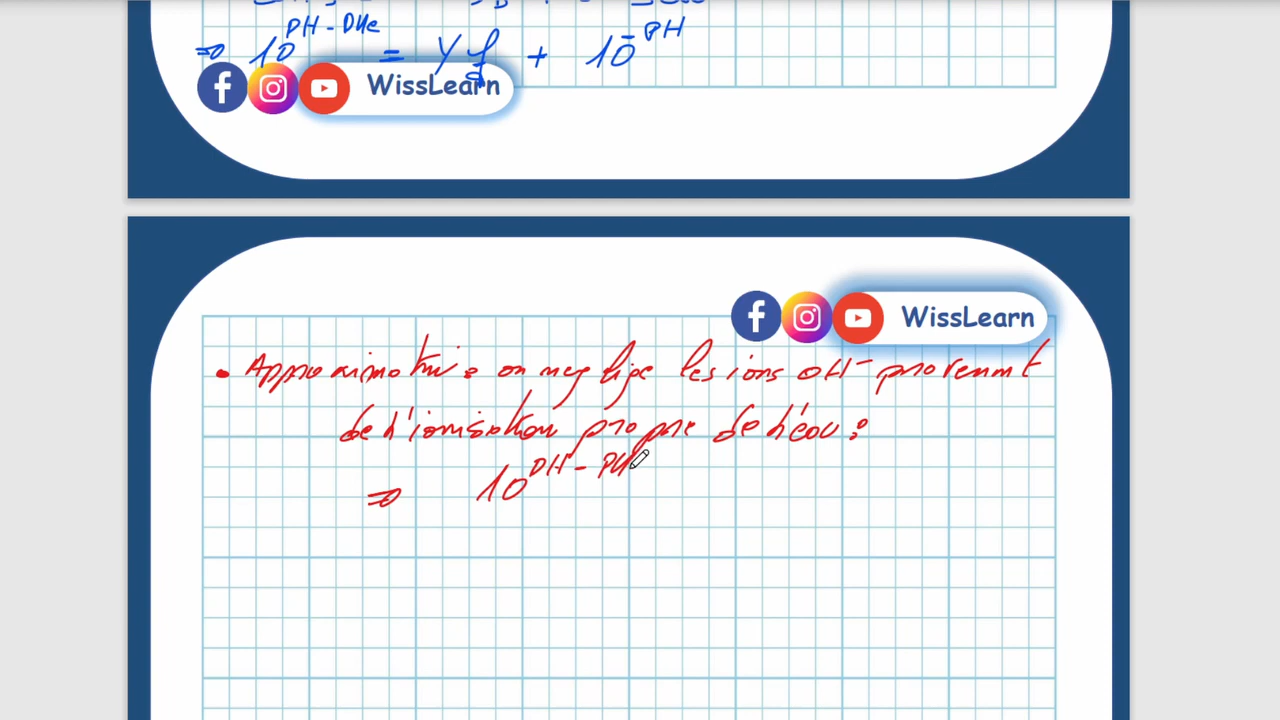 ⇒ 10^PH-PKe = y_f + 10^-PH
WissLearn
WissLearn
• Approximation : on neglige les ions OH⁻ provenant
de l'ionisation propre de l'eau :
⇒ 10^PH-PK